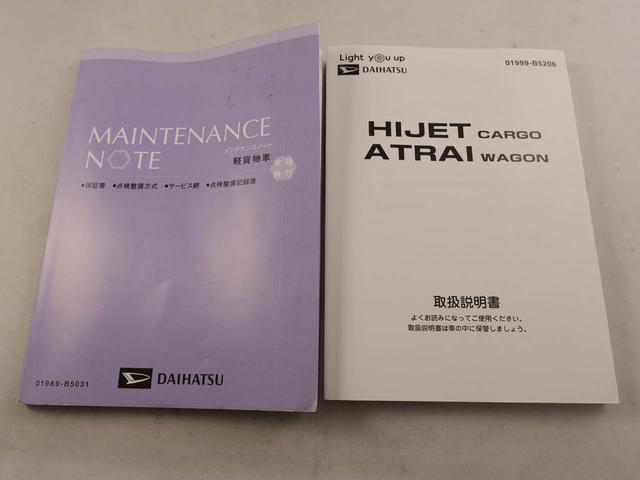 MAINTENANCE
NOTE
メンテナンスノート
軽貨物車
常時
携行
•保証書 •点検整備方式 •サービス網 •点検整備記録簿
01989-B5031
DAIHATSU
Light you up
DAIHATSU
01999-B5206
HIJET CARGO
ATRAI WAGON
取扱説明書
よくお読みになってご使用ください。
取扱説明書は車の中に保管しましょう。